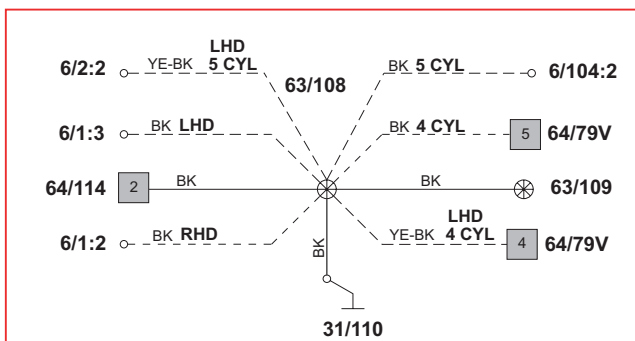 6/2:2
YE-BK
LHD
5 CYL
63/108
BK 5 CYL
6/104:2
6/1:3
BK LHD
BK 4 CYL
5
64/79V
64/114
2
BK
BK
63/109
6/1:2
BK RHD
BK
YE-BK
LHD
4 CYL
4
64/79V
31/110